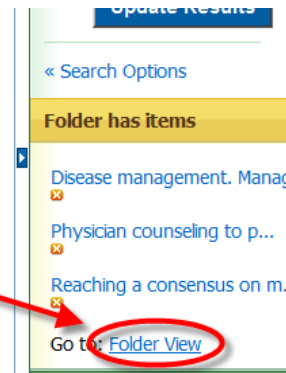 Update Results
« Search Options
Folder has items
Disease management. Manag
Physician counseling to p...
Reaching a consensus on m.
Go to: Folder View